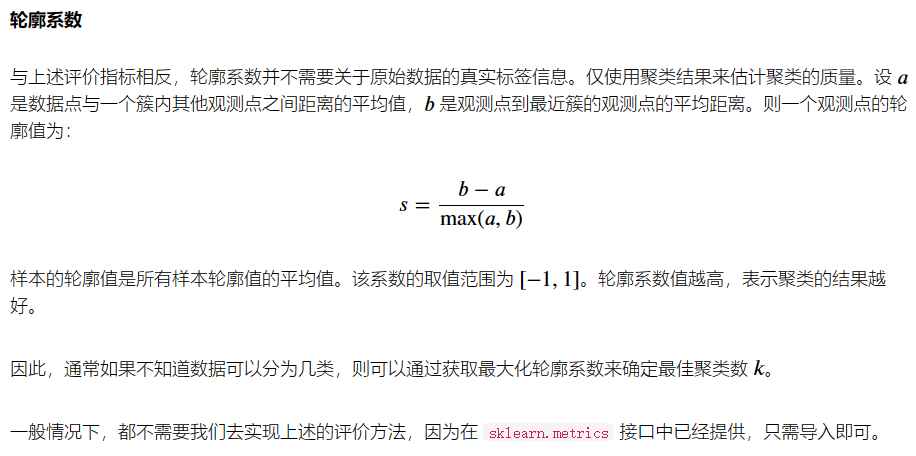 轮廓系数
与上述评价指标相反，轮廓系数并不需要关于原始数据的真实标签信息。仅使用聚类结果来估计聚类的质量。设 a
是数据点与一个簇内其他观测点之间距离的平均值，b 是观测点到最近簇的观测点的平均距离。则一个观测点的轮
廓值为：
s = \frac{b - a}{max(a, b)}
样本的轮廓值是所有样本轮廓值的平均值。该系数的取值范围为 [−1, 1]。轮廓系数值越高，表示聚类的结果越
好。
因此，通常如果不知道数据可以分为几类，则可以通过获取最大化轮廓系数来确定最佳聚类数 k。
一般情况下，都不需要我们去实现上述的评价方法，因为在 sklearn.metrics 接口中已经提供，只需导入即可。